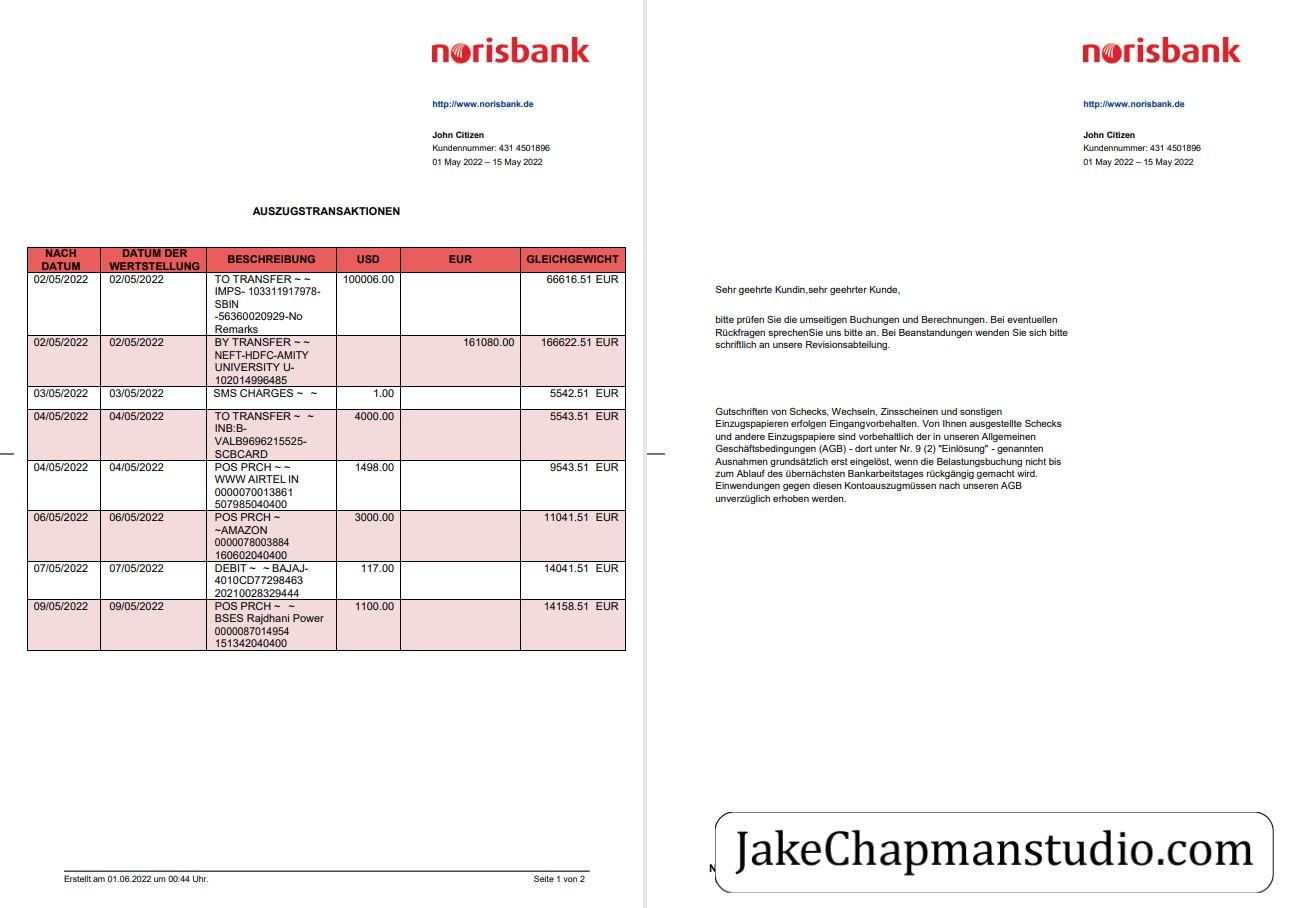 norisbank
http://www.norisbank.de
John Citizen
Kundennummer: 431 4501896
01 May 2022 – 15 May 2022
AUSZUGSTRANSAKTIONEN
NACH DATUM DATUM DER WERTSTELLUNG BESCHREIBUNG USD EUR GLEICHGEWICHT
02/05/2022 02/05/2022 TO TRANSFER ~ ~ 100006.00 66616.51 EUR
IMPS- 103311917978-
SBIN
-56360020929-No
Remarks
02/05/2022 02/05/2022 BY TRANSFER ~ ~ 161080.00 166622.51 EUR
NEFT-HDFC-AMITY
UNIVERSITY U-
102014996485
03/05/2022 03/05/2022 SMS CHARGES ~ ~ 1.00 5542.51 EUR
04/05/2022 04/05/2022 TO TRANSFER ~ ~ 4000.00 5543.51 EUR
INB:B-
VALB9696215525-
SCBCARD
04/05/2022 04/05/2022 POS PRCH ~ ~ 1498.00 9543.51 EUR
WWW AIRTEL IN
0000070013861
507985040400
06/05/2022 06/05/2022 POS PRCH ~ 3000.00 11041.51 EUR
~AMAZON
0000078003884
160602040400
07/05/2022 07/05/2022 DEBIT ~ ~ BAJAJ- 117.00 14041.51 EUR
4010CD77298463
20210028329444
09/05/2022 09/05/2022 POS PRCH ~ ~ 1100.00 14158.51 EUR
BSES Rajdhani Power
0000087014954
151342040400
Erstellt am 01.06.2022 um 00:44 Uhr. Seite 1 von 2
norisbank
http://www.norisbank.de
John Citizen
Kundennummer: 431 4501896
01 May 2022 – 15 May 2022
Sehr geehrte Kundin,sehr geehrter Kunde,
bitte prüfen Sie die umseitigen Buchungen und Berechnungen. Bei eventuellen
Rückfragen sprechenSie uns bitte an. Bei Beanstandungen wenden Sie sich bitte
schriftlich an unsere Revisionsabteilung.
Gutschriften von Schecks, Wechseln, Zinsscheinen und sonstigen
Einzugspapieren erfolgen Eingangvorbehalten. Von Ihnen ausgestellte Schecks
und andere Einzugspapiere sind vorbehaltlich der in unseren Allgemeinen
Geschäftsbedingungen (AGB) - dort unter Nr. 9 (2) "Einlösung" - genannten
Ausnahmen grundsätzlich erst eingelöst, wenn die Belastungsbuchung nicht bis
zum Ablauf des übernächsten Bankarbeitstages rückgängig gemacht wird.
Einwendungen gegen diesen Kontoauszugmüssen nach unseren AGB
unverzüglich erhoben werden.
JakeChapmanstudio.com